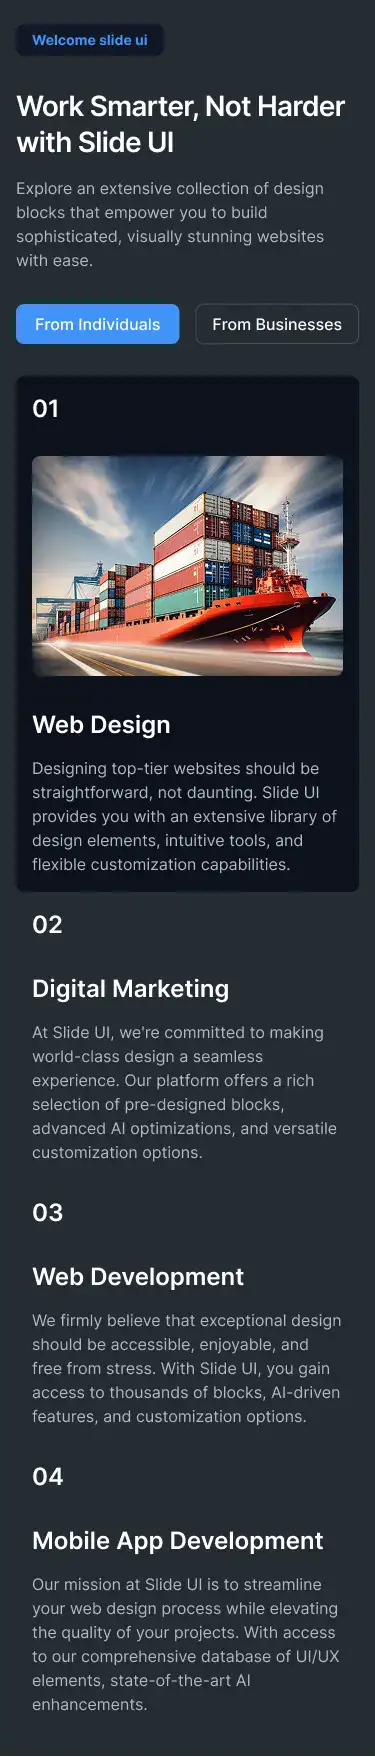 Welcome slide ui
Work Smarter, Not Harder
with Slide UI
Explore an extensive collection of design
blocks that empower you to build
sophisticated, visually stunning websites
with ease.
From Individuals
From Businesses
01
Web Design
Designing top-tier websites should be
straightforward, not daunting. Slide UI
provides you with an extensive library of
design elements, intuitive tools, and
flexible customization capabilities.
02
Digital Marketing
At Slide UI, we're committed to making
world-class design a seamless
experience. Our platform offers a rich
selection of pre-designed blocks,
advanced AI optimizations, and versatile
customization options.
03
Web Development
We firmly believe that exceptional design
should be accessible, enjoyable, and
free from stress. With Slide UI, you gain
access to thousands of blocks, AI-driven
features, and customization options.
04
Mobile App Development
Our mission at Slide UI is to streamline
your web design process while elevating
the quality of your projects. With access
to our comprehensive database of UI/UX
elements, state-of-the-art AI
enhancements.